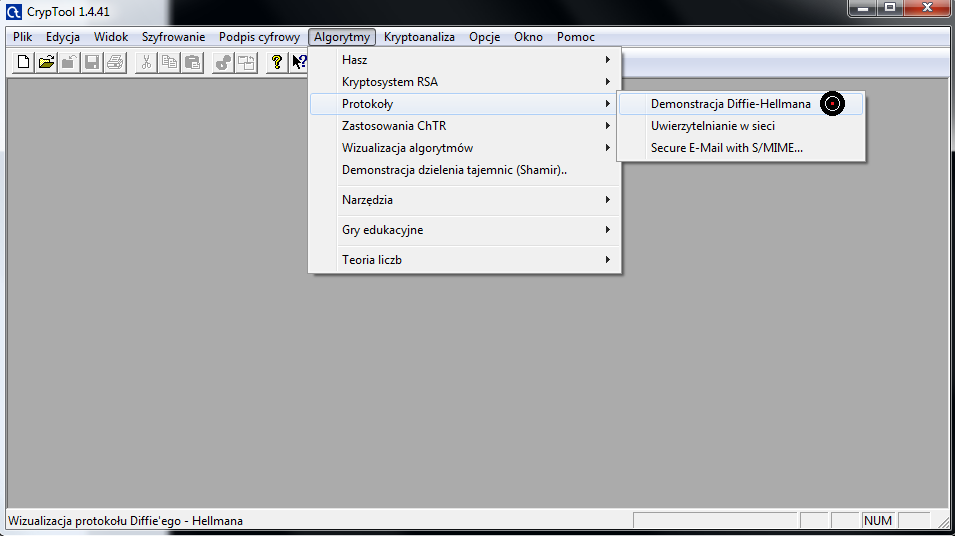 CrypTool 1.4.41
Plik Edycja Widok Szyfrowanie Podpis cyfrowy Algorytmy Kryptoanaliza Opcje Okno Pomoc
Hasz
Kryptosystem RSA
Protokoły
Demonstracja Diffie-Hellmana
Zastosowania ChTR
Uwierzytelnianie w sieci
Wizualizacja algorytmów
Secure E-Mail with S/MIME...
Demonstracja dzielenia tajemnic (Shamir)..
Narzędzia
Gry edukacyjne
Teoria liczb
Wizualizacja protokołu Diffie'ego - Hellmana NUM